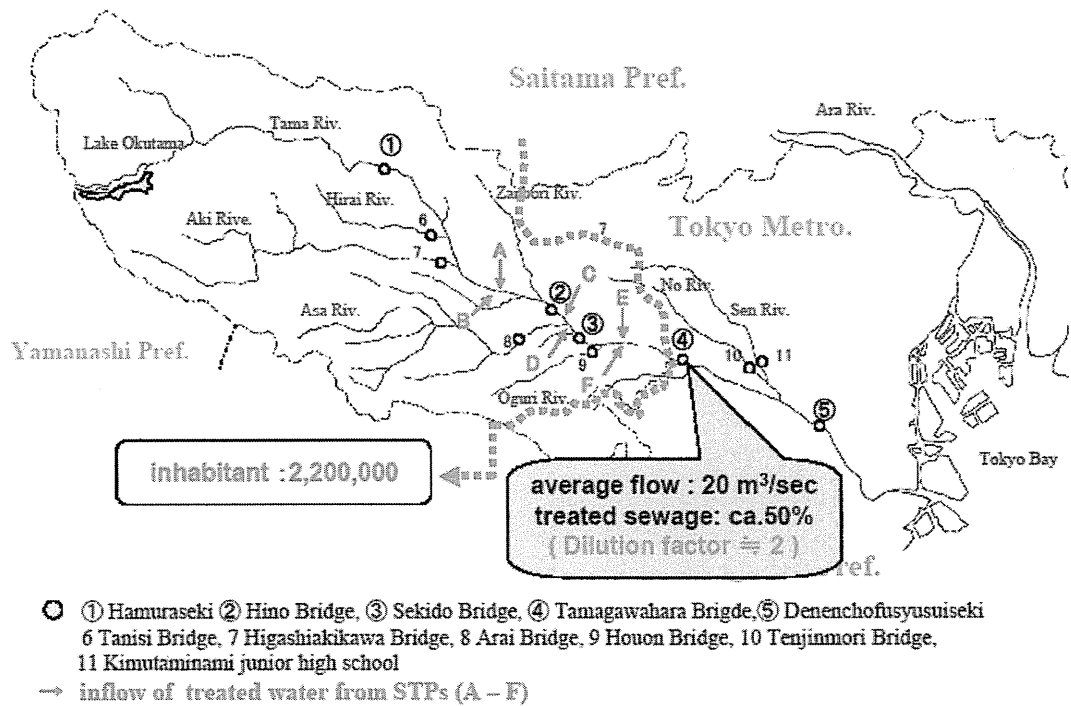 Saitama Pref.
Ara Riv.
Tama Riv.
Lake Okutama
①
Zanbori Riv.
Hirai Riv.
Aki Rive.
6
7
7
Tokyo Metro.
A
C
E
No Riv.
Sen Riv.
Asa Riv.
B
②
③
④
Yamanashi Pref.
8
D
9
F
10
11
Oguri Riv.
⑤
Tokyo Bay
inhabitant : 2,200,000
average flow : 20 m³/sec
treated sewage: ca.50%
( Dilution factor ≒ 2 )
Pref.
① Hamuraseki ② Hino Bridge, ③ Sekido Bridge, ④ Tamagawahara Brigde,⑤ Denenchofusyusuiseki
6 Tanisi Bridge, 7 Higashiakikawa Bridge, 8 Arai Bridge, 9 Houon Bridge, 10 Tenjinmori Bridge,
11 Kimutaminami junior high school
→ inflow of treated water from STPs (A – F)